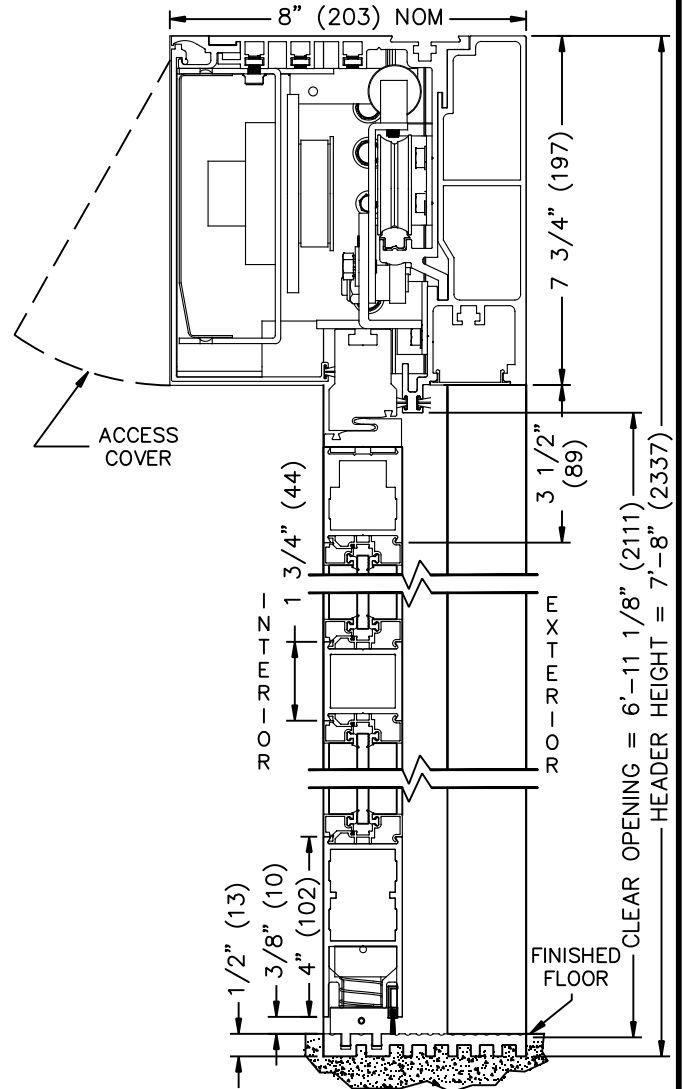 8” (203) NOM
7 3/4” (197)
ACCESS
COVER
3 1/2”
(89)
1 3/4” (44)
INTERIOR
EXTERIOR
CLEAR OPENING = 6’-11 1/8” (2111)
HEADER HEIGHT = 7’-8” (2337)
1/2” (13)
3/8” (10)
4” (102)
FINISHED
FLOOR